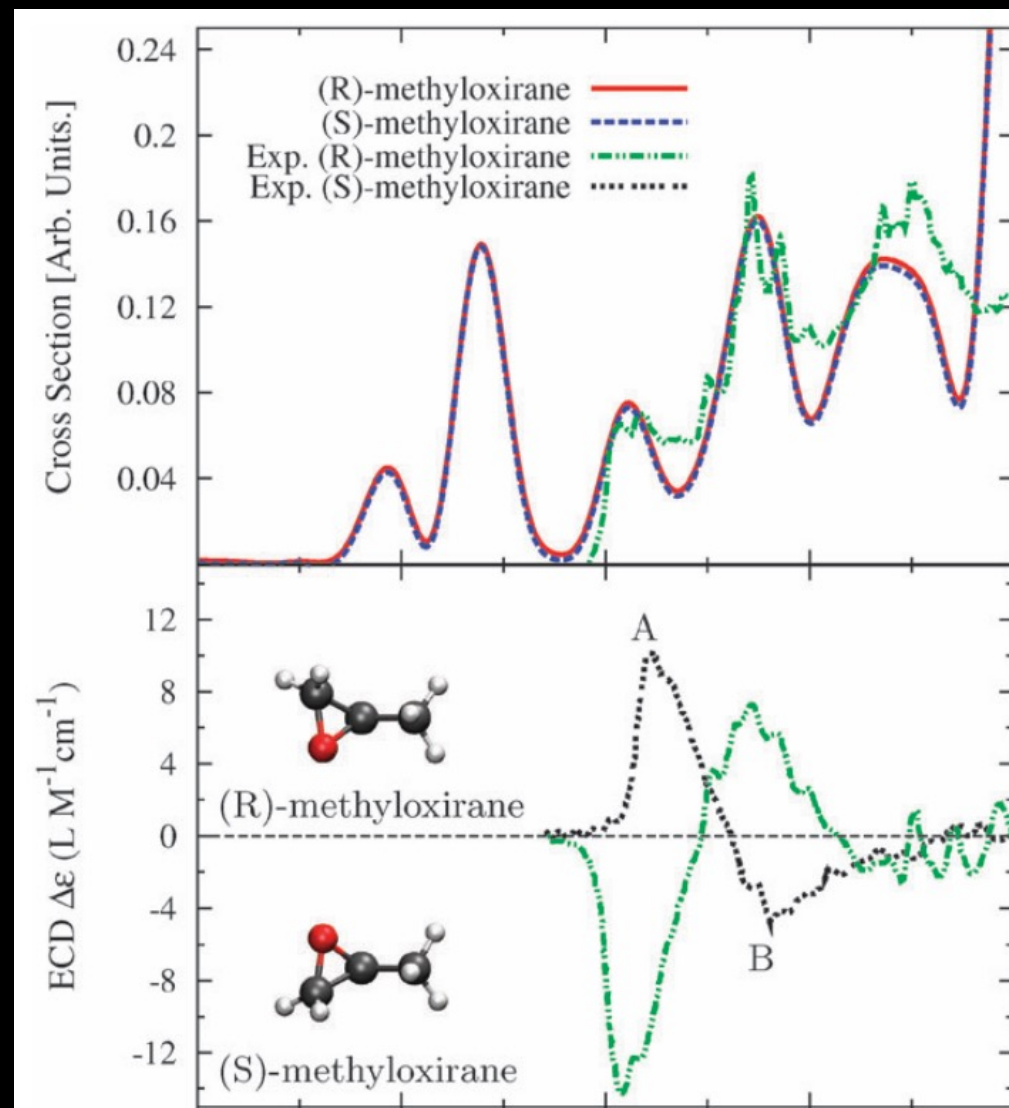 Cross Section [Arb. Units.]
0.24
0.2
0.16
0.12
0.08
0.04
(R)-methyloxirane
(S)-methyloxirane
Exp. (R)-methyloxirane
Exp. (S)-methyloxirane
ECD Δε (L M⁻¹cm⁻¹)
12
8
4
0
-4
-8
-12
A
(R)-methyloxirane
B
(S)-methyloxirane